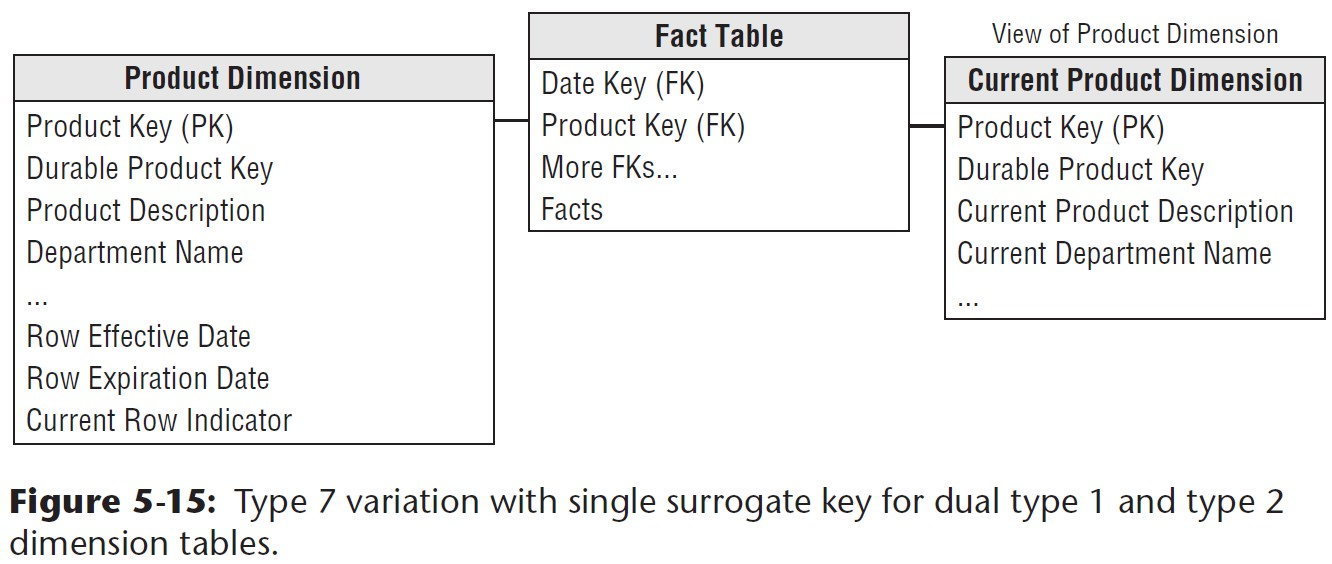 Product Dimension
Product Key (PK)
Durable Product Key
Product Description
Department Name
...
Row Effective Date
Row Expiration Date
Current Row Indicator
Fact Table
Date Key (FK)
Product Key (FK)
More FKs...
Facts
View of Product Dimension
Current Product Dimension
Product Key (PK)
Durable Product Key
Current Product Description
Current Department Name
...
Figure 5-15: Type 7 variation with single surrogate key for dual type 1 and type 2
dimension tables.